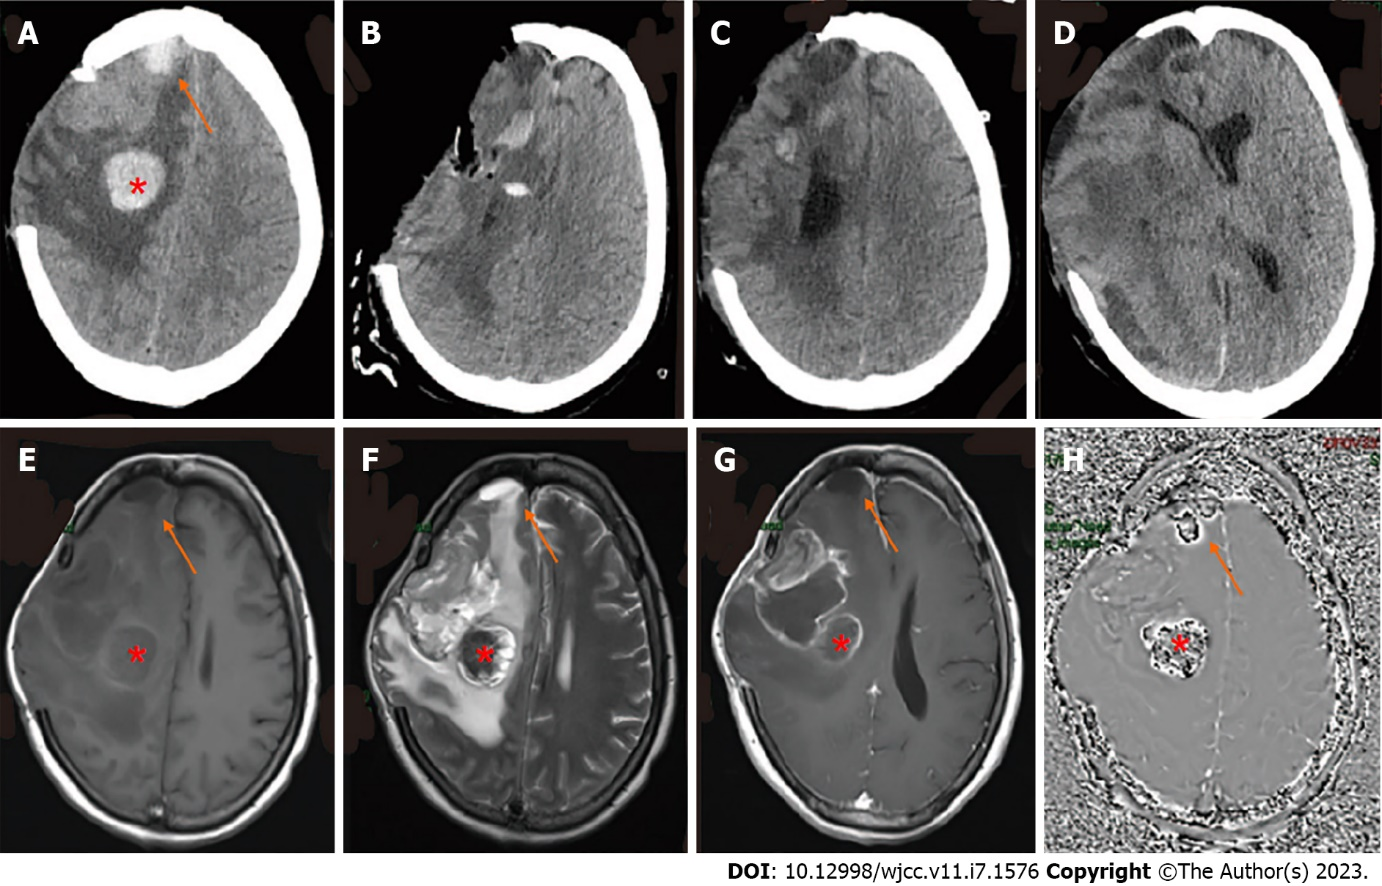 A
B
C
D
E
F
G
H
S
S
DOI: 10.12998/wjcc.v11.i7.1576 Copyright ©The Author(s) 2023.